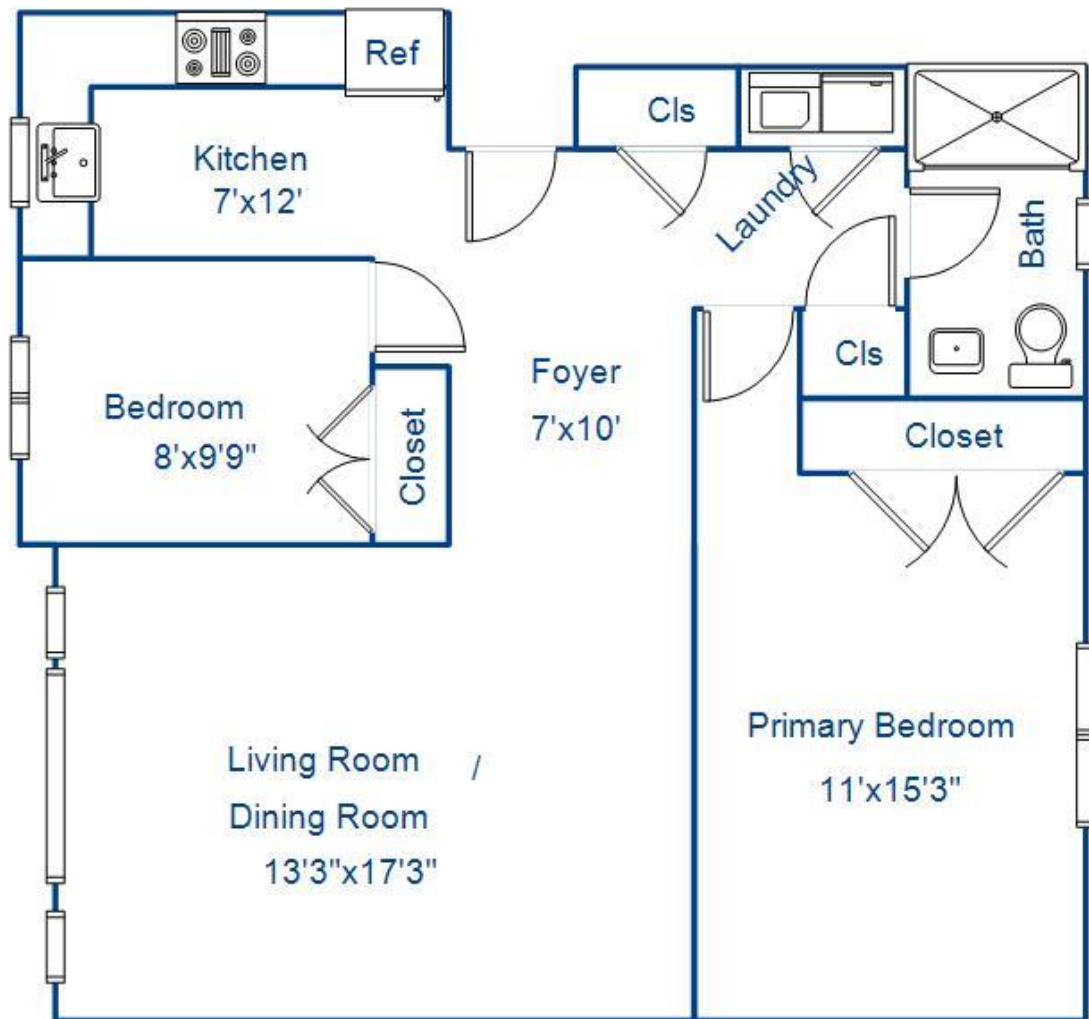 Ref
Cls
Kitchen
7'x12'
Laundry
Bath
Bedroom
8'x9'9"
Closet
Foyer
7'x10'
Cls
Closet
Living Room /
Dining Room
13'3"x17'3"
Primary Bedroom
11'x15'3"